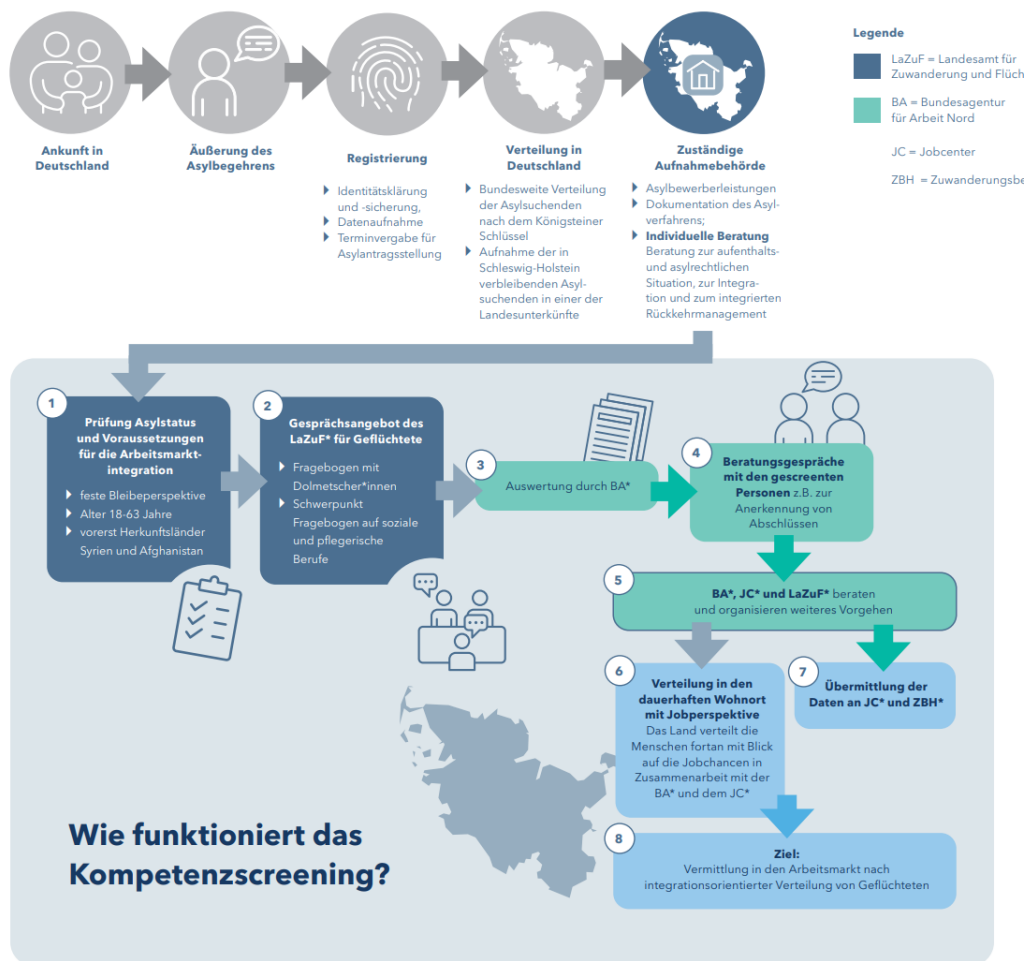 Ankunft in
Deutschland
Äußerung des
Asylbegehrens
Registrierung
Identitätsklärung
und -sicherung,
Datenaufnahme
Terminvergabe für
Asylantragsstellung
Verteilung in
Deutschland
Bundesweite Verteilung
der Asylsuchenden
nach dem Königsteiner
Schlüssel
Aufnahme der in
Schleswig-Holstein
verbleibenden Asyl-
suchenden in einer der
Landesunterkünfte
Zuständige
Aufnahmebehörde
Asylbewerberleistungen
Dokumentation des Asyl-
verfahrens;
Individuelle Beratung
Beratung zur aufenthalts-
und asylrechtlichen
Situation, zur Integra-
tion und zum integrierten
Rückkehrmanagement
Legende
LaZuF = Landesamt für
Zuwanderung und Flüch
BA = Bundesagentur
für Arbeit Nord
JC = Jobcenter
ZBH = Zuwanderungsbe
1
Prüfung Asylstatus
und Voraussetzungen
für die Arbeitsmarkt-
integration
feste Bleibeperspektive
Alter 18-63 Jahre
vorerst Herkunftsländer
Syrien und Afghanistan
2
Gesprächsangebot des
LaZuF* für Geflüchtete
Fragebogen mit
Dolmetscher*innen
Schwerpunkt
Fragebogen auf soziale
und pflegerische
Berufe
3
Auswertung durch BA*
4
Beratungsgespräche
mit den gescreenten
Personen z.B. zur
Anerkennung von
Abschlüssen
5
BA*, JC* und LaZuF* beraten
und organisieren weiteres Vorgehen
6
Verteilung in den
dauerhaften Wohnort
mit Jobperspektive
Das Land verteilt die
Menschen fortan mit Blick
auf die Jobchancen in
Zusammenarbeit mit der
BA* und dem JC*
7
Übermittlung der
Daten an JC* und ZBH*
8
Ziel:
Vermittlung in den Arbeitsmarkt nach
integrationsorientierter Verteilung von Geflüchteten
Wie funktioniert das
Kompetenzscreening?